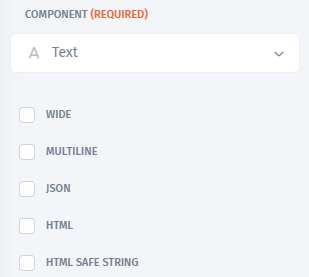 COMPONENT (REQUIRED)
A Text
WIDE
MULTILINE
JSON
HTML
HTML SAFE STRING